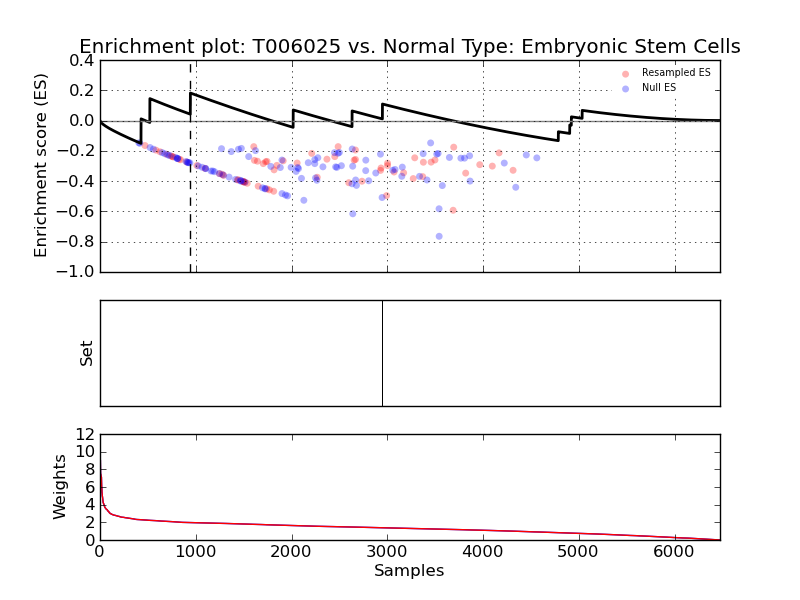 Enrichment plot: T006025 vs. Normal Type: Embryonic Stem Cells
Enrichment score (ES)
0.4
0.2
0.0
−0.2
−0.4
−0.6
−0.8
−1.0
Resampled ES
Null ES
Set
Weights
12
10
8
6
4
2
0
0 1000 2000 3000 4000 5000 6000
Samples